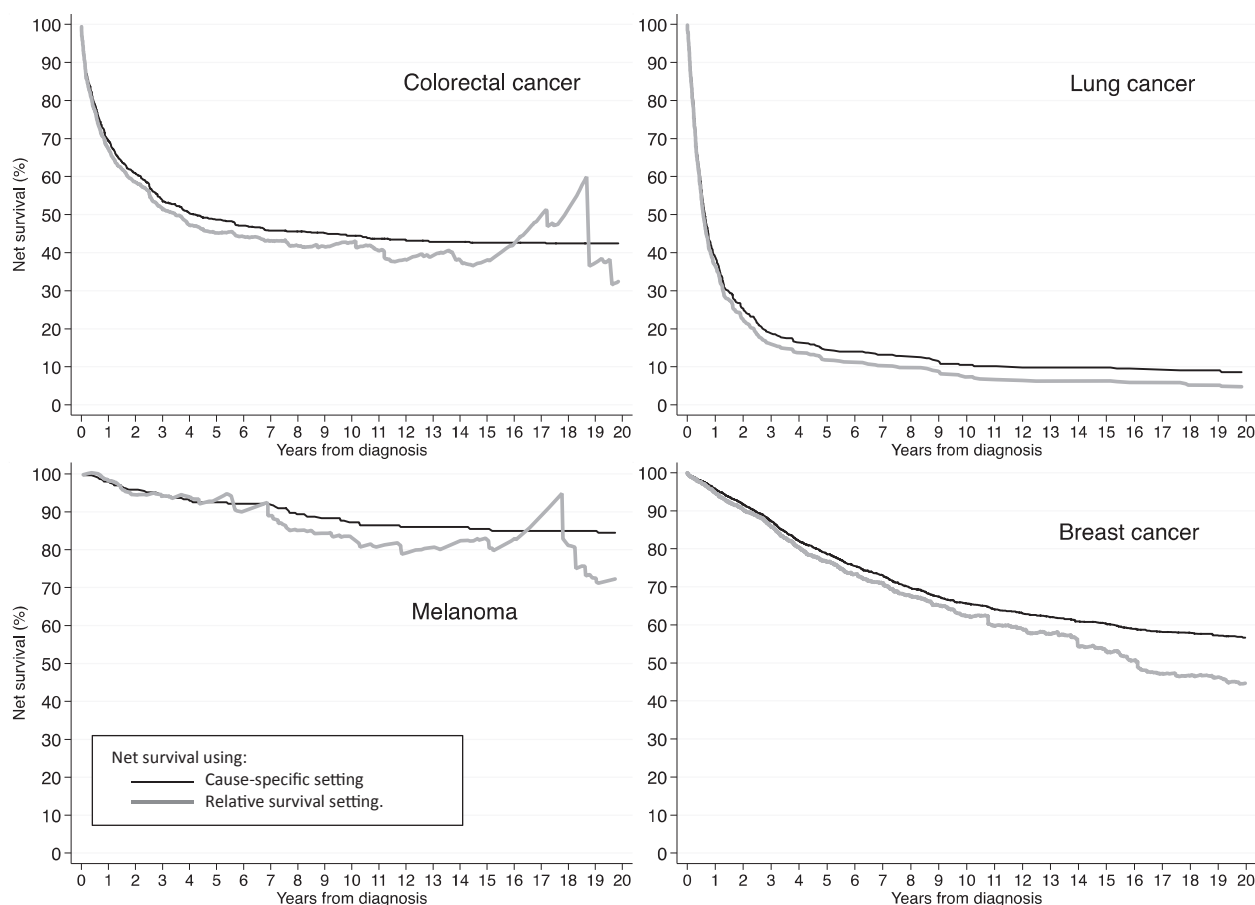 Colorectal cancer
Net survival (%)
100
90
80
70
60
50
40
30
20
10
0
0 1 2 3 4 5 6 7 8 9 10 11 12 13 14 15 16 17 18 19 20
Years from diagnosis
Lung cancer
100
90
80
70
60
50
40
30
20
10
0
0 1 2 3 4 5 6 7 8 9 10 11 12 13 14 15 16 17 18 19 20
Years from diagnosis
Melanoma
Net survival (%)
100
90
80
70
60
50
40
30
20
10
0
Net survival using:
Cause-specific setting
Relative survival setting.
0 1 2 3 4 5 6 7 8 9 10 11 12 13 14 15 16 17 18 19 20
Years from diagnosis
Breast cancer
100
90
80
70
60
50
40
30
20
10
0
0 1 2 3 4 5 6 7 8 9 10 11 12 13 14 15 16 17 18 19 20
Years from diagnosis